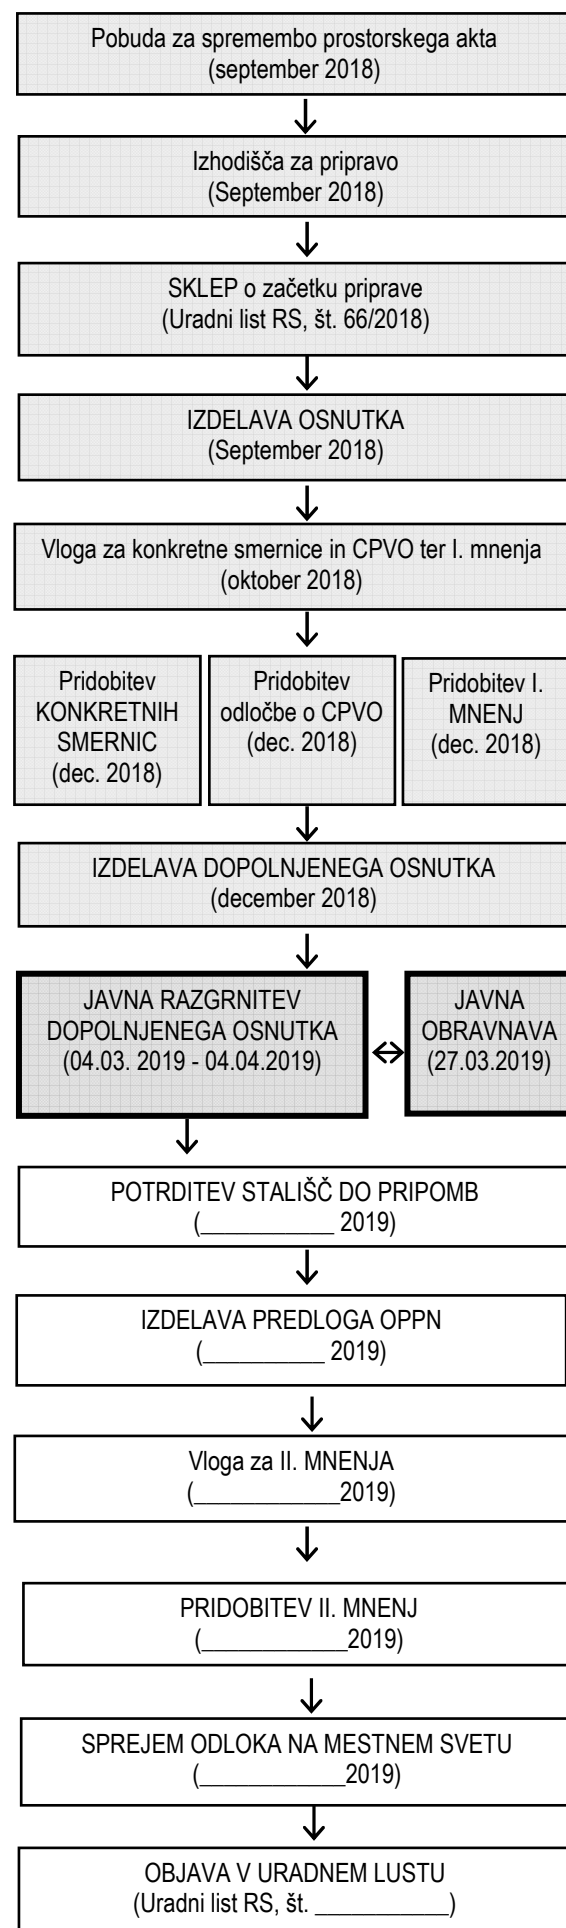 Pobuda za spremembo prostorskega akta
(september 2018)
Izhodišča za pripravo
(September 2018)
SKLEP o začetku priprave
(Uradni list RS, št. 66/2018)
IZDELAVA OSNUTKA
(September 2018)
Vloga za konkretne smernice in CPVO ter I. mnenja
(oktober 2018)
Pridobitev
KONKRETNIH
SMERNIC
(dec. 2018)
Pridobitev
odločbe o CPVO
(dec. 2018)
Pridobitev I.
MNENJ
(dec. 2018)
IZDELAVA DOPOLNJENEGA OSNUTKA
(december 2018)
JAVNA RAZGRNITEV
DOPOLNJENEGA OSNUTKA
(04.03. 2019 - 04.04.2019)
JAVNA
OBRAVNAVA
(27.03.2019)
POTRDITEV STALIŠČ DO PRIPOMB
(___________ 2019)
IZDELAVA PREDLOGA OPPN
(__________ 2019)
Vloga za II. MNENJA
(____________2019)
PRIDOBITEV II. MNENJ
(____________2019)
SPREJEM ODLOKA NA MESTNEM SVETU
(____________2019)
OBJAVA V URADNEM LUSTU
(Uradni list RS, št. ___________)